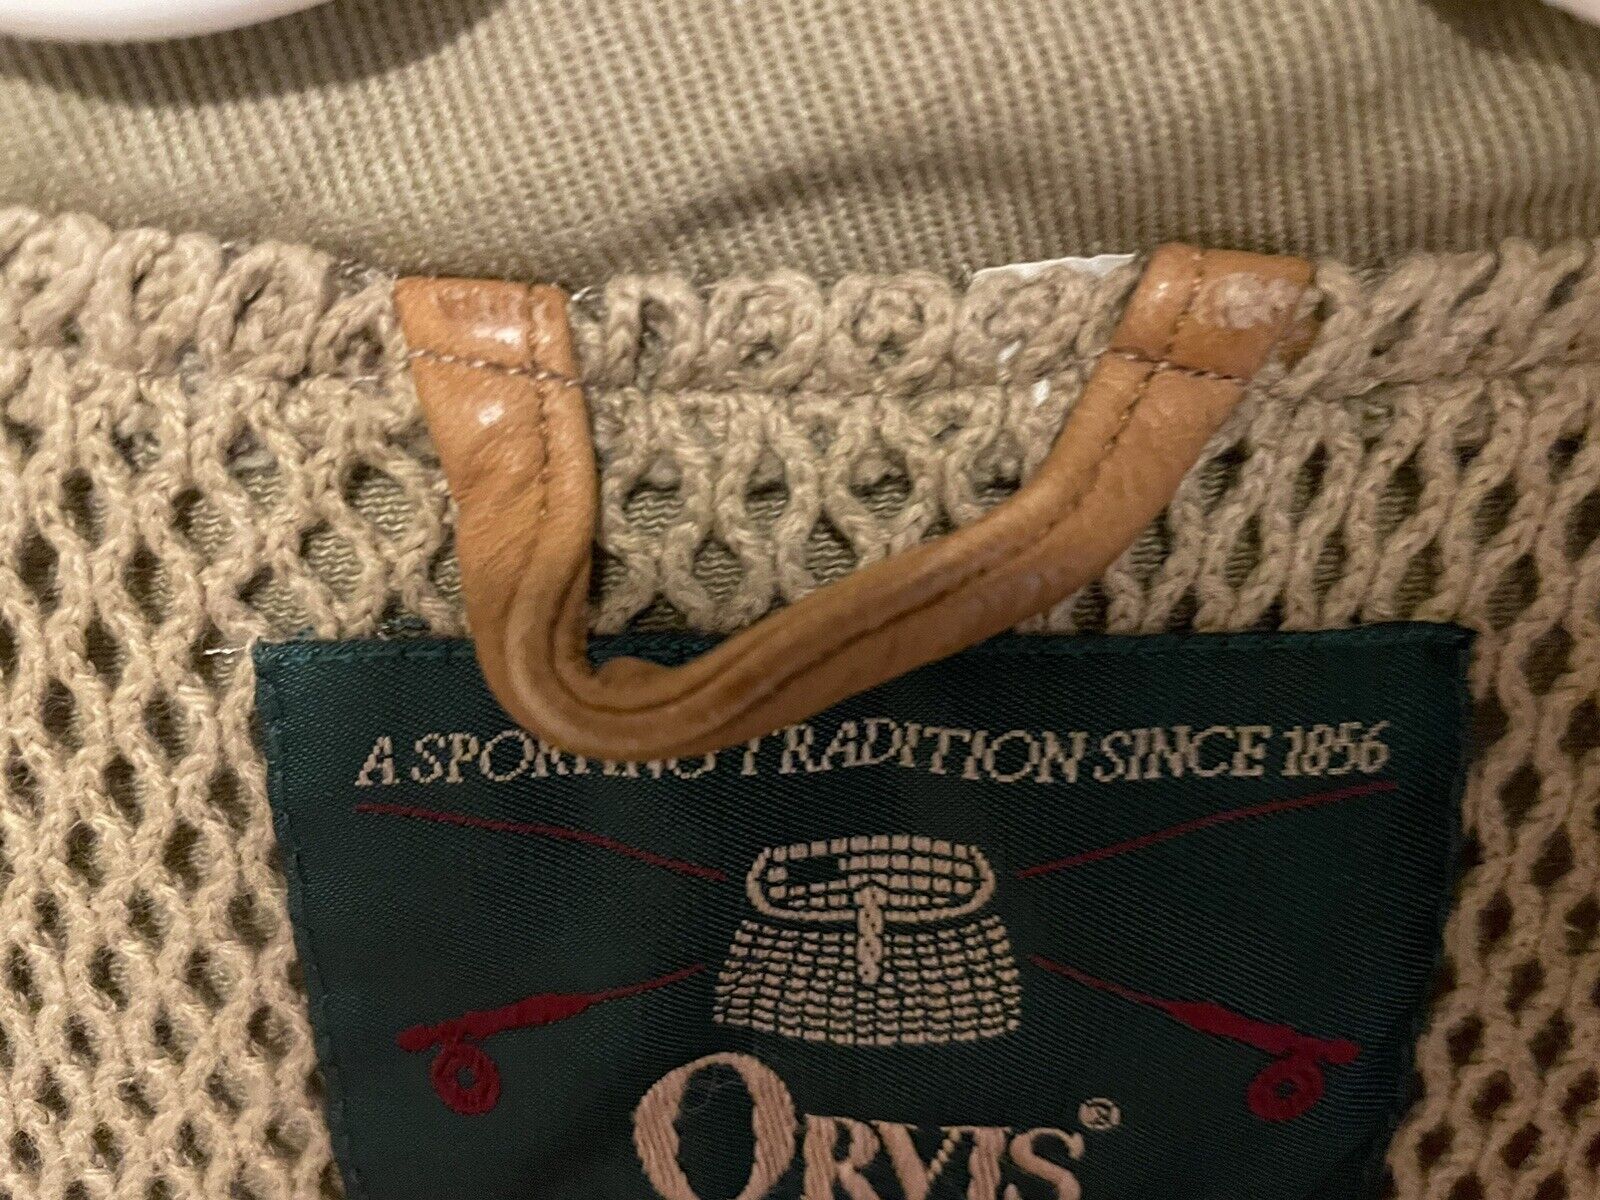 A SPORTING TRADITION SINCE 1856
ORVIS®